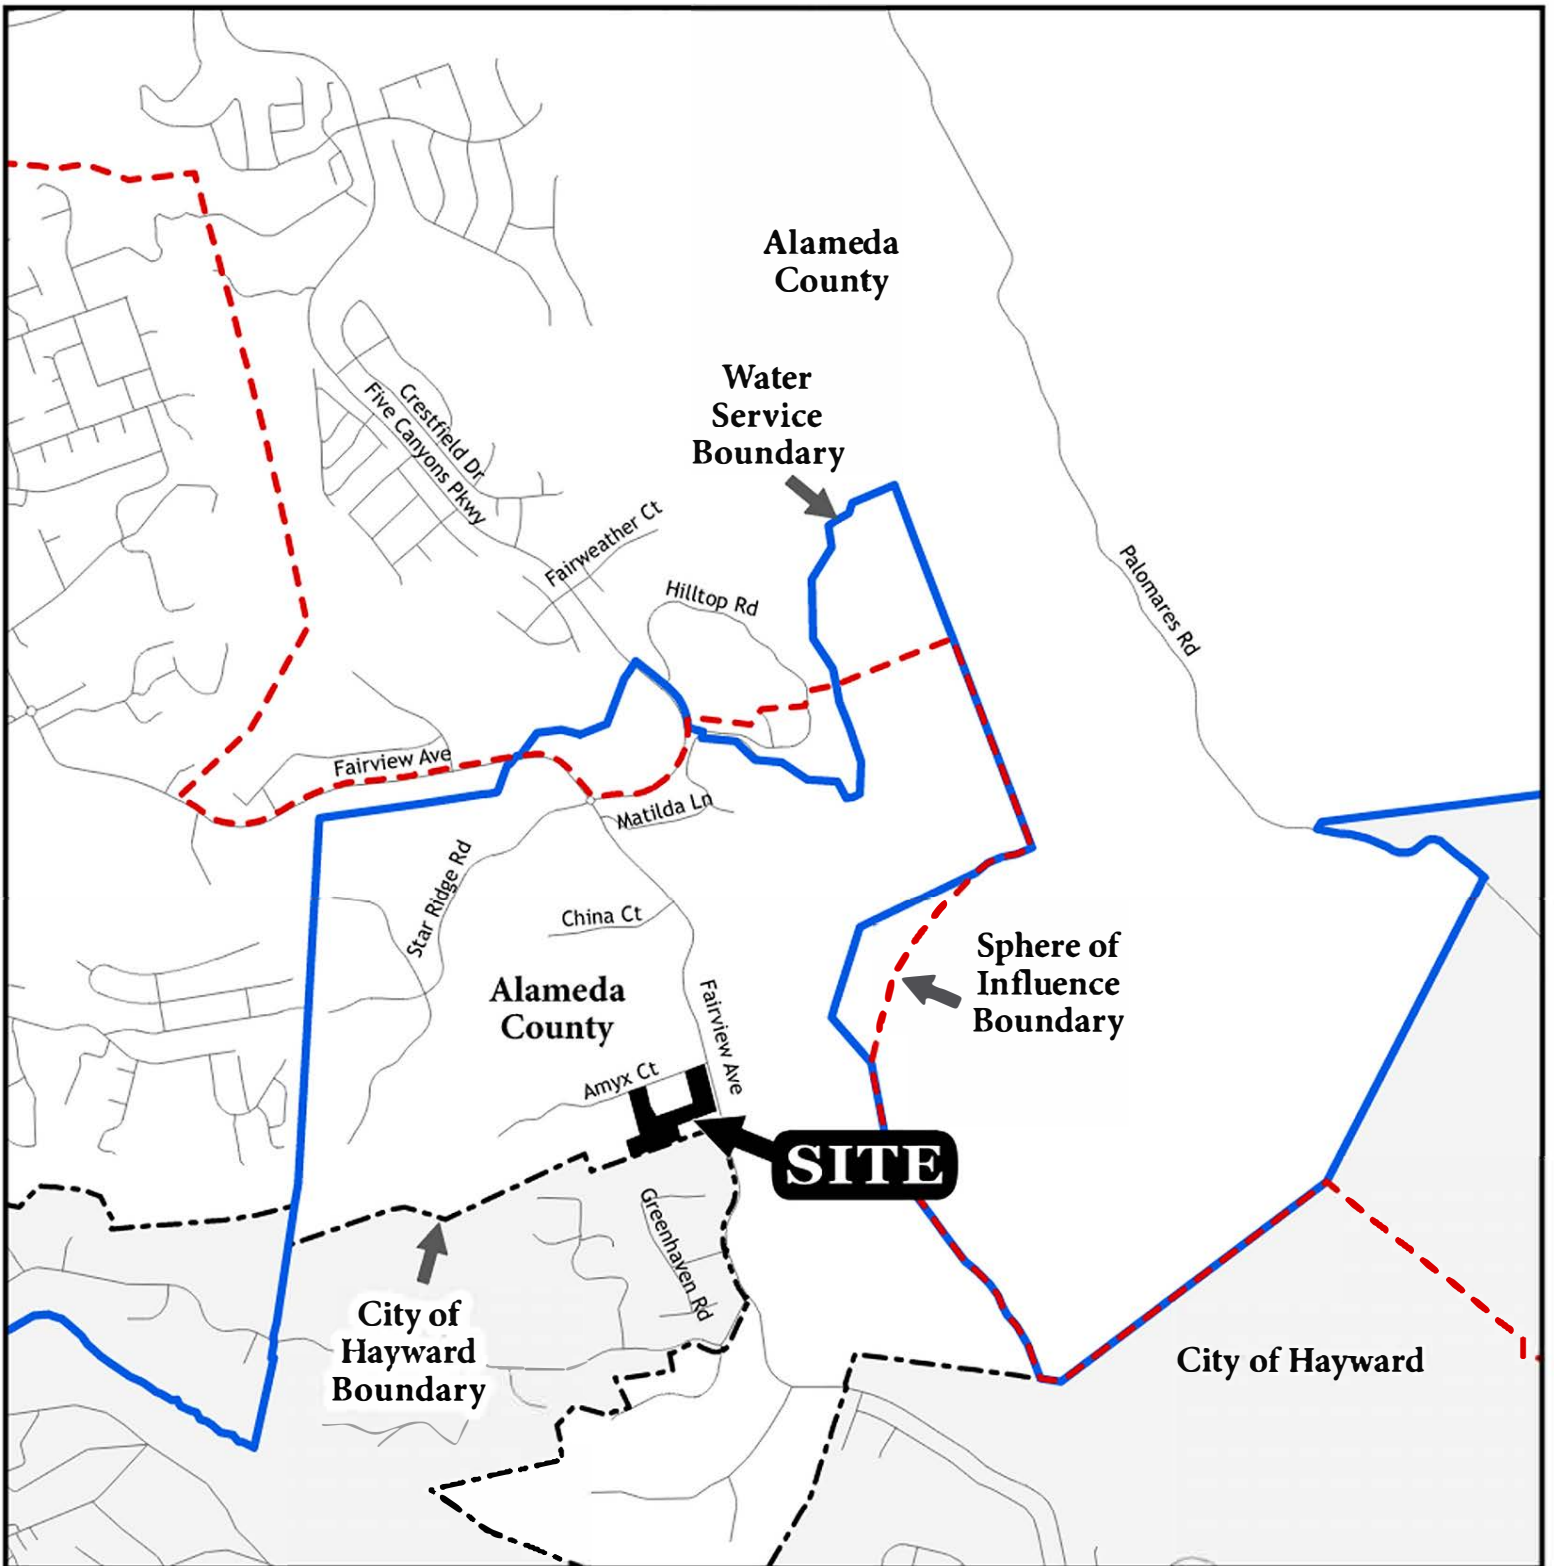 Alameda
County
Water
Service
Boundary
Crestfield Dr
Five Canyons Pkwy
Fairweather Ct
Hilltop Rd
Palomares Rd
Fairview Ave
Matilda Ln
Star Ridge Rd
China Ct
Sphere of
Influence
Boundary
Alameda
County
Fairview Ave
Amyx Ct
SITE
Greenhaven Rd
City of
Hayward
Boundary
City of Hayward